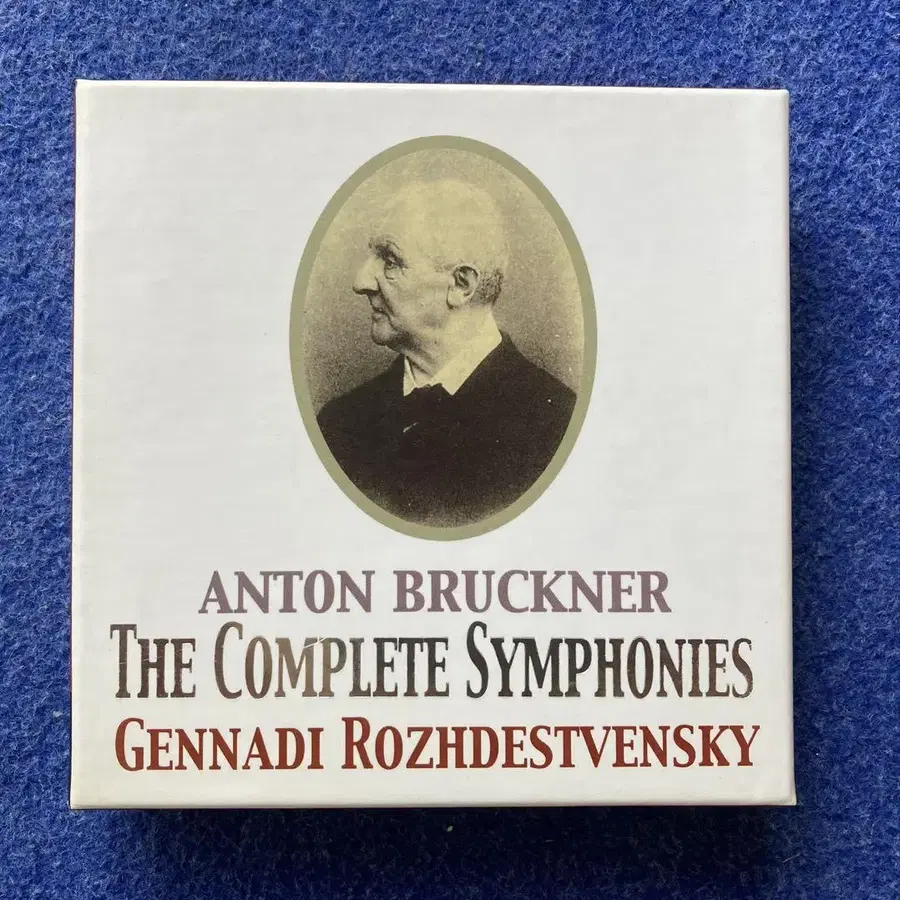 ANTON BRUCKNER
THE COMPLETE SYMPHONIES
GENNADI ROZHDESTVENSKY